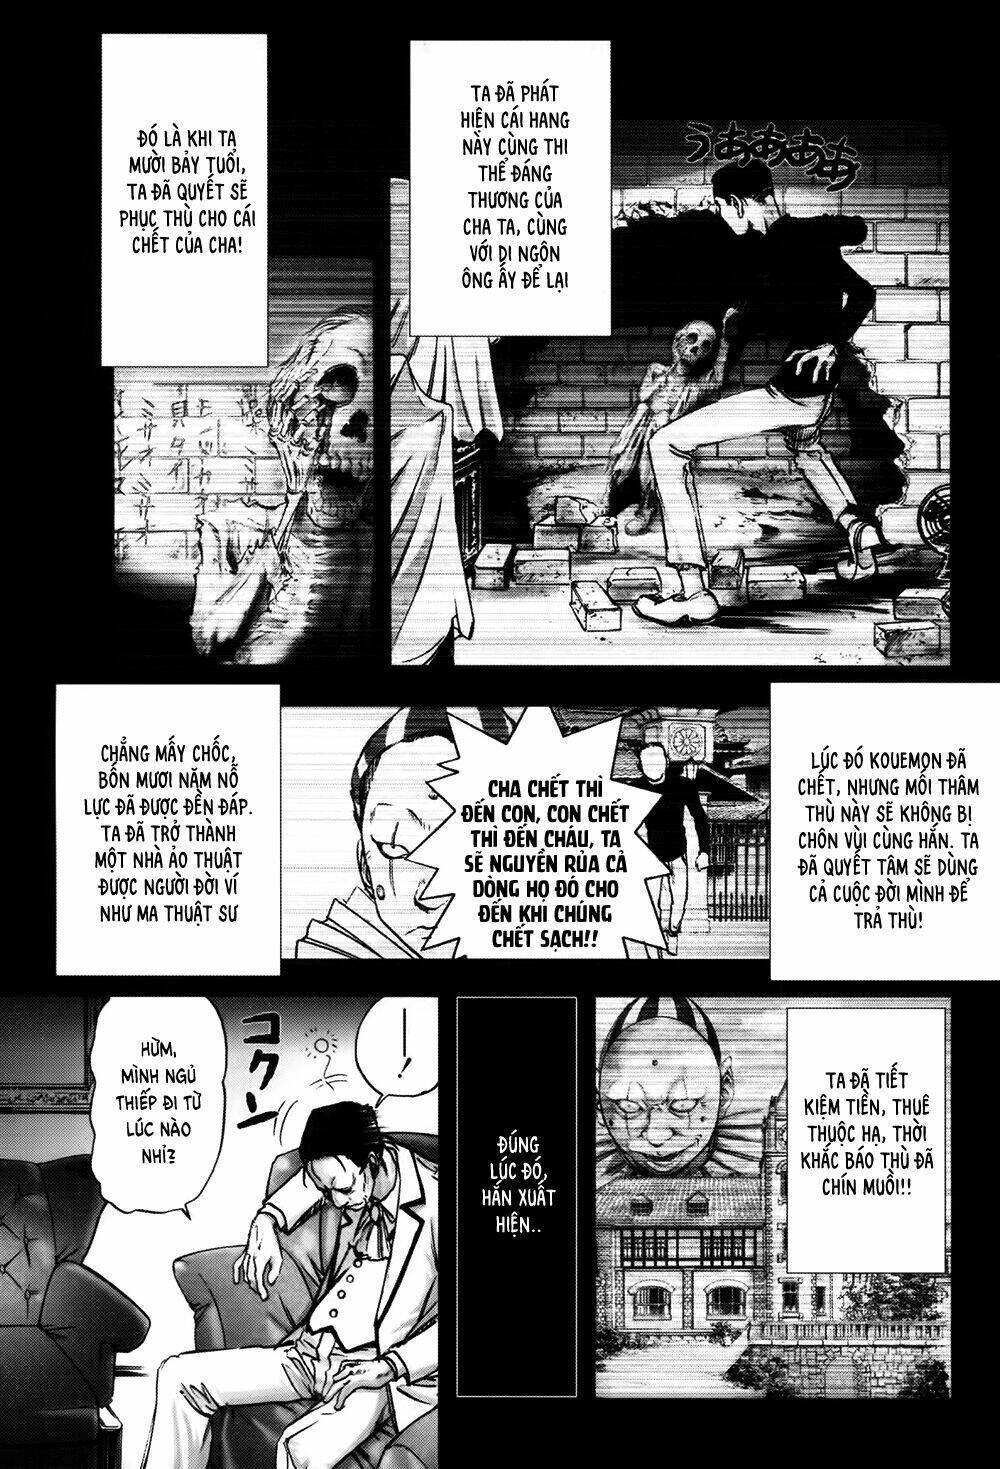 TA ĐÃ PHÁT
HIỆN CÁI HANG
NÀY CÙNG THI
THỂ ĐÁNG
THƯƠNG CỦA
CHA TA, CÙNG
VỚI DI NGÔN
ÔNG ẤY ĐỂ LẠI
うああああ
ĐÓ LÀ KHI TA
MƯỜI BẢY TUỔI,
TA ĐÃ QUYẾT SẼ
PHỤC THÙ CHO CÁI
CHẾT CỦA CHA!
LÚC ĐÓ KOUEMON ĐÃ
CHẾT, NHƯNG MỐI THÂM
THÙ NÀY SẼ KHÔNG BỊ
CHÔN VÙI CÙNG HẮN. TA
ĐÃ QUYẾT TÂM SẼ DÙNG
CẢ CUỘC ĐỜI MÌNH ĐỂ
TRẢ THÙ!
CHA CHẾT THÌ
ĐẾN CON, CON CHẾT
THÌ ĐẾN CHÁU, TA
SẼ NGUYỀN RỦA CẢ
DÒNG HỌ ĐÓ CHO
ĐẾN KHI CHÚNG
CHẾT SẠCH!!
CHẲNG MẤY CHỐC,
BỐN MƯƠI NĂM NỖ
LỰC ĐÃ ĐƯỢC ĐỀN ĐÁP.
TA ĐÃ TRỞ THÀNH
MỘT NHÀ ẢO THUẬT
ĐƯỢC NGƯỜI ĐỜI VÍ
NHƯ MA THUẬT SƯ
TA ĐÃ TIẾT
KIỆM TIỀN, THUÊ
THUỘC HẠ, THỜI
KHẮC BÁO THÙ ĐÃ
CHÍN MUỒI!!
ĐÚNG
LÚC ĐÓ,
HẮN XUẤT
HIỆN..
コクー
HỪM,
MÌNH NGỦ
THIẾP ĐI TỪ
LÚC NÀO
NHỈ?